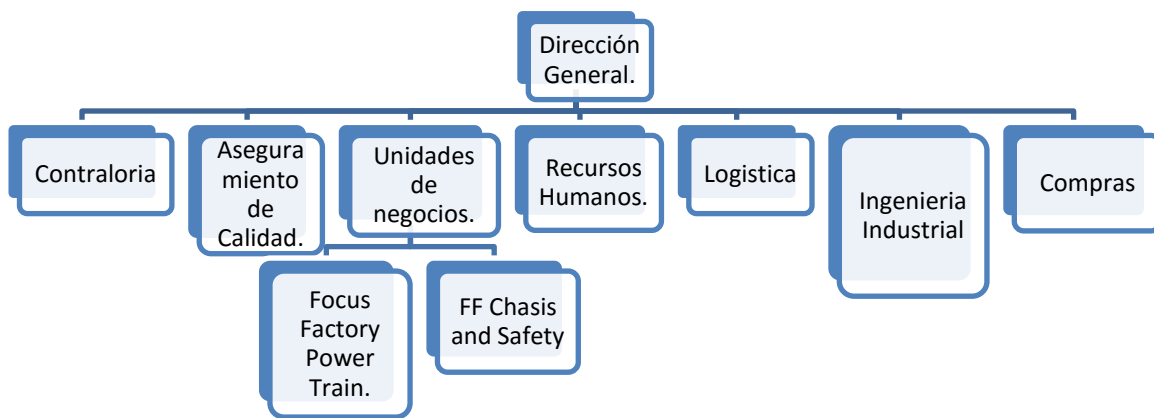 Dirección
General.
Contraloria
Asegura
miento
de
Calidad.
Unidades
de
negocios.
Recursos
Humanos.
Logistica
Ingenieria
Industrial
Compras
Focus
Factory
Power
Train.
FF Chasis
and Safety